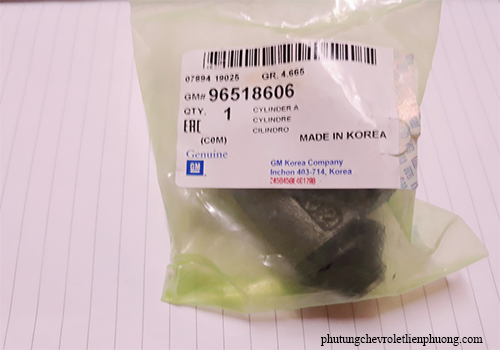 07894 19025 GR. 4.665
GM# 96518606
QTY. 1
CYLINDER A
CYLINDRE
CILINDRO
EAC
(C0M)
MADE IN KOREA
Genuine
GM
GM Korea Company
Inchon 403-714, Korea
phutungchevroletlienphuong.com